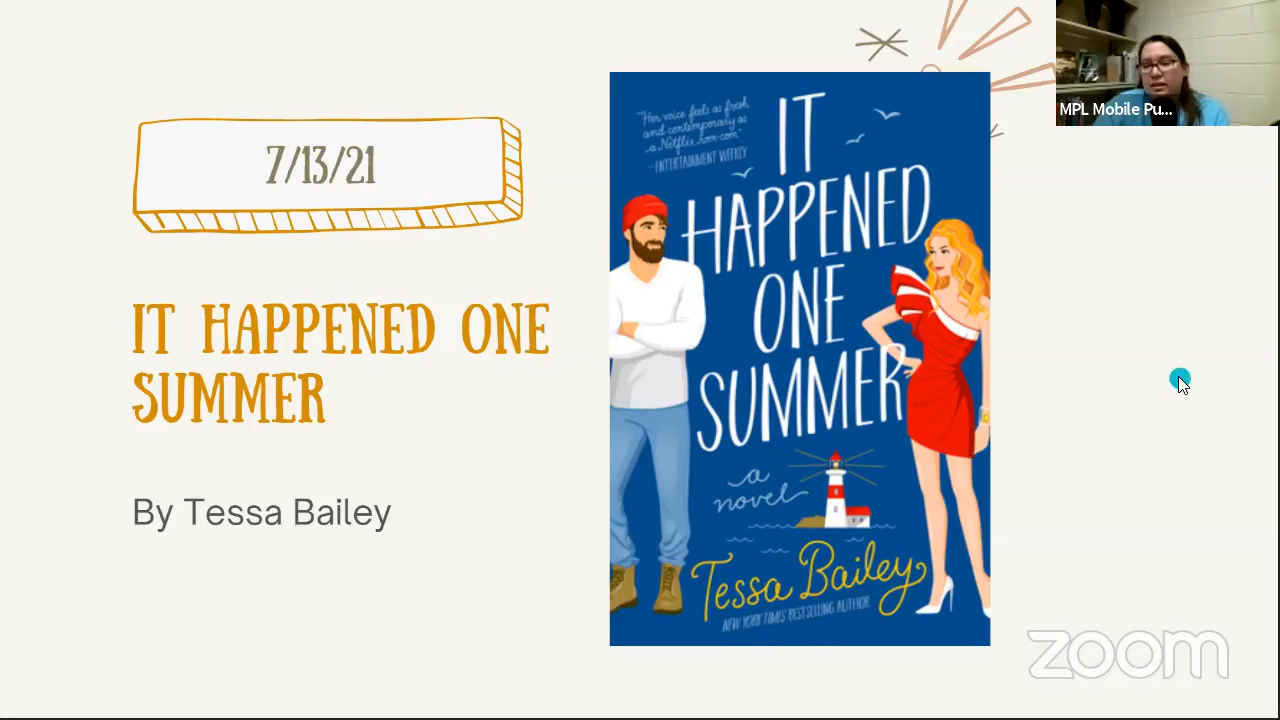 7/13/21
IT HAPPENED ONE
SUMMER
By Tessa Bailey
"Her voice feels as fresh
and contemporary as
a Netflix rom-com."
—ENTERTAINMENT WEEKLY
IT
HAPPENED
ONE
SUMMER
a
novel
Tessa Bailey
NEW YORK TIMES BESTSELLING AUTHOR
MPL Mobile Pu...
zoom